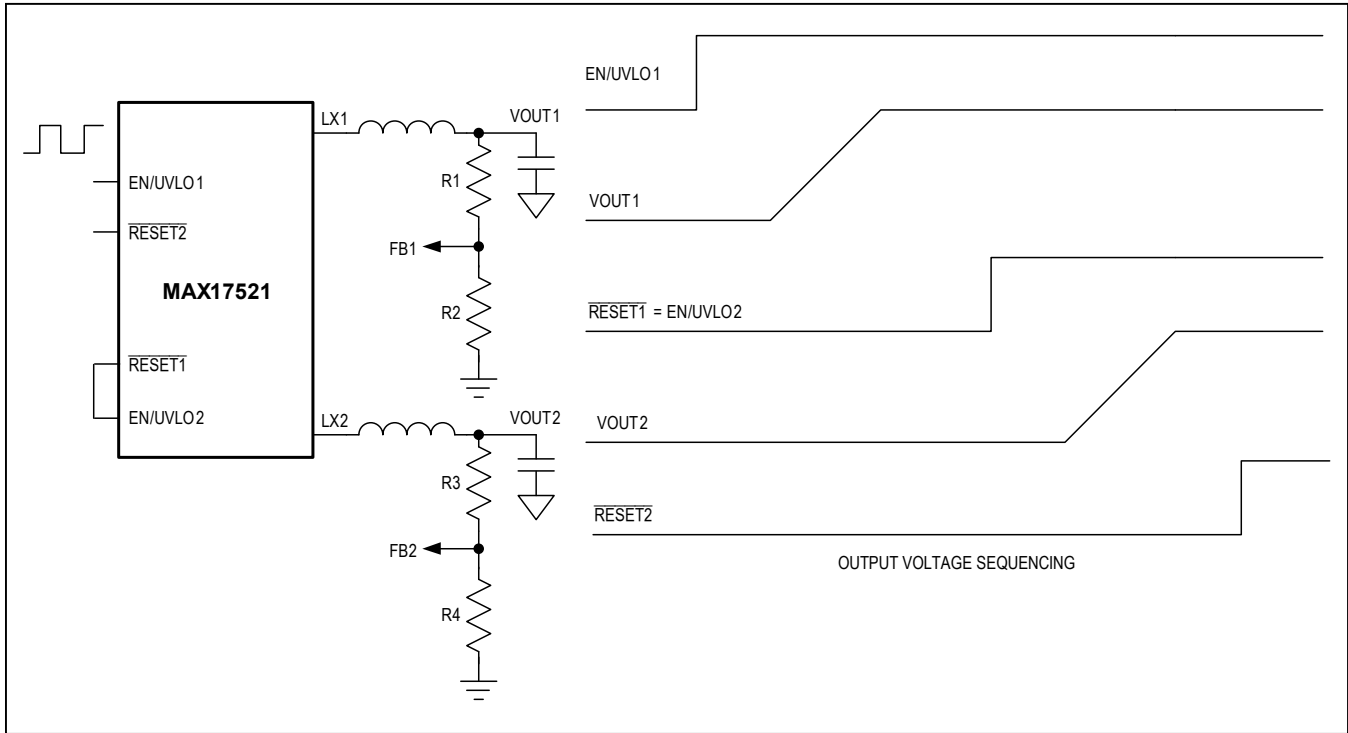 LX1
VOUT1
EN/UVLO1
RESET2
R1
FB1
MAX17521
R2
RESET1
EN/UVLO2
LX2
VOUT2
R3
FB2
R4
EN/UVLO1
VOUT1
RESET1 = EN/UVLO2
VOUT2
RESET2
OUTPUT VOLTAGE SEQUENCING